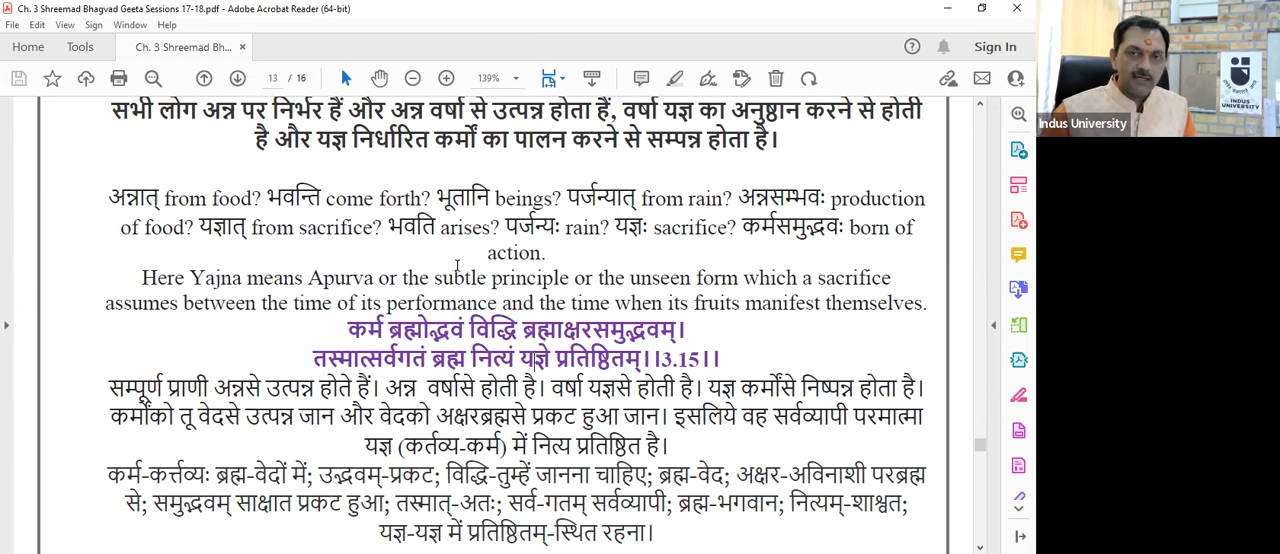 Ch. 3 Shreemad Bhagvad Geeta Sessions 17-18.pdf - Adobe Acrobat Reader (64-bit)
File Edit View Sign Window Help
Home Tools Ch. 3 Shreemad Bh... Sign In
13 / 16 139%
सभी लोग अन्न पर निर्भर हैं और अन्न वर्षा से उत्पन्न होता हैं, वर्षा यज्ञ का अनुष्ठान करने से होती
है और यज्ञ निर्धारित कर्मों का पालन करने से सम्पन्न होता है।
अन्नात् from food? भवन्ति come forth? भूतानि beings? पर्जन्यात् from rain? अन्नसम्भवः production
of food? यज्ञात् from sacrifice? भवति arises? पर्जन्यः rain? यज्ञः sacrifice? कर्मसमुद्भवः born of
action.
Here Yajna means Apurva or the subtle principle or the unseen form which a sacrifice
assumes between the time of its performance and the time when its fruits manifest themselves.
कर्म ब्रह्मोद्भवं विद्धि ब्रह्माक्षरसमुद्भवम्।
तस्मात्सर्वगतं ब्रह्म नित्यं यज्ञे प्रतिष्ठितम्।।3.15।।
सम्पूर्ण प्राणी अन्नसे उत्पन्न होते हैं। अन्न वर्षासे होती है। वर्षा यज्ञसे होती है। यज्ञ कर्मोंसे निष्पन्न होता है।
कर्मोंको तू वेदसे उत्पन्न जान और वेदको अक्षरब्रह्मसे प्रकट हुआ जान। इसलिये वह सर्वव्यापी परमात्मा
यज्ञ (कर्तव्य-कर्म) में नित्य प्रतिष्ठित है।
कर्म-कर्त्तव्यः ब्रह्म-वेदों में; उद्भवम्-प्रकट; विद्धि-तुम्हें जानना चाहिए; ब्रह्म-वेद; अक्षर-अविनाशी परब्रह्म
से; समुद्भवम् साक्षात प्रकट हुआ; तस्मात्-अतः; सर्व-गतम् सर्वव्यापी; ब्रह्म-भगवान; नित्यम्-शाश्वत;
यज्ञ-यज्ञ में प्रतिष्ठितम्-स्थित रहना।
INDUS
UNIVERSITY
Indus University